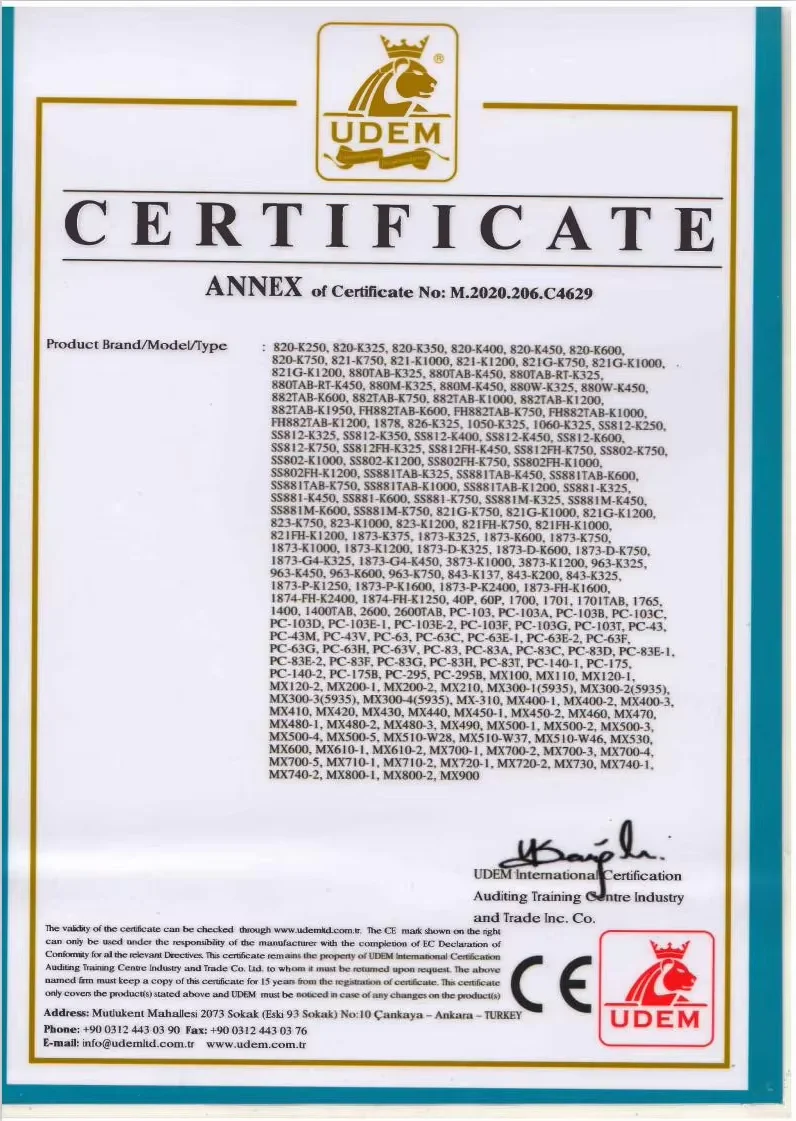 UDEM
®
CERTIFICATE
ANNEX of Certificate No: M.2020.206.C4629
Product Brand/Model/Type : 820-K250, 820-K325, 820-K350, 820-K400, 820-K450, 820-K600,
820-K750, 821-K750, 821-K1000, 821-K1200, 821G-K750, 821G-K1000,
821G-K1200, 880TAB-K325, 880TAB-K450, 880TAB-RT-K325,
880TAB-RT-K450, 880M-K325, 880M-K450, 880W-K325, 880W-K450,
882TAB-K600, 882TAB-K750, 882TAB-K1000, 882TAB-K1200,
882TAB-K1950, FH882TAB-K600, FH882TAB-K750, FH882TAB-K1000,
FH882TAB-K1200, 1878, 826-K325, 1050-K325, 1060-K325, SS812-K250,
SS812-K325, SS812-K350, SS812-K400, SS812-K450, SS812-K600,
SS812-K750, SS812FH-K325, SS812FH-K450, SS812FH-K750, SS802-K750,
SS802-K1000, SS802-K1200, SS802FH-K750, SS802FH-K1000,
SS802FH-K1200, SS881TAB-K325, SS881TAB-K450, SS881TAB-K600,
SS881TAB-K750, SS881TAB-K1000, SS881TAB-K1200, SS881-K325,
SS881-K450, SS881-K600, SS881-K750, SS881M-K325, SS881M-K450,
SS881M-K600, SS881M-K750, 821G-K750, 821G-K1000, 821G-K1200,
823-K750, 823-K1000, 823-K1200, 821FH-K750, 821FH-K1000,
821FH-K1200, 1873-K375, 1873-K325, 1873-K600, 1873-K750,
1873-K1000, 1873-K1200, 1873-D-K325, 1873-D-K600, 1873-D-K750,
1873-G4-K325, 1873-G4-K450, 3873-K1000, 3873-K1200, 963-K325,
963-K450, 963-K600, 963-K750, 843-K137, 843-K200, 843-K325,
1873-P-K1250, 1873-P-K1600, 1873-P-K2400, 1873-FH-K1600,
1874-FH-K2400, 1874-FH-K1250, 40P, 60P, 1700, 1701, 1701TAB, 1765,
1400, 1400TAB, 2600, 2600TAB, PC-103, PC-103A, PC-103B, PC-103C,
PC-103D, PC-103E-1, PC-103E-2, PC-103F, PC-103G, PC-103T, PC-43,
PC-43M, PC-43V, PC-63, PC-63C, PC-63E-1, PC-63E-2, PC-63F,
PC-63G, PC-63H, PC-63V, PC-83, PC-83A, PC-83C, PC-83D, PC-83E-1,
PC-83E-2, PC-83F, PC-83G, PC-83H, PC-83T, PC-140-1, PC-175,
PC-140-2, PC-175B, PC-295, PC-295B, MX100, MX110, MX120-1,
MX120-2, MX200-1, MX200-2, MX210, MX300-1(5935), MX300-2(5935),
MX300-3(5935), MX300-4(5935), MX-310, MX400-1, MX400-2, MX400-3,
MX410, MX420, MX430, MX440, MX450-1, MX450-2, MX460, MX470,
MX480-1, MX480-2, MX480-3, MX490, MX500-1, MX500-2, MX500-3,
MX500-4, MX500-5, MX510-W28, MX510-W37, MX510-W46, MX530,
MX600, MX610-1, MX610-2, MX700-1, MX700-2, MX700-3, MX700-4,
MX700-5, MX710-1, MX710-2, MX720-1, MX720-2, MX730, MX740-1,
MX740-2, MX800-1, MX800-2, MX900
UDEM International Certification
Auditing Training Centre Industry
and Trade Inc. Co.
The validity of the certificate can be checked through www.udemltd.com.tr. The CE mark shown on the right
can only be used under the responsibility of the manufacturer with the completion of EC Declaration of
Conformity for all the relevant Directives. This certificate remains the property of UDEM International Certification
Auditing Training Centre Industry and Trade Co. Ltd. to whom it must be returned upon request. The above
named firm must keep a copy of this certificate for 15 years from the registration of certificate. This certificate
only covers the product(s) stated above and UDEM must be noticed in case of any changes on the product(s)
CE
UDEM
Address: Mutlukent Mahallesi 2073 Sokak (Eski 93 Sokak) No:10 Çankaya – Ankara – TURKEY
Phone: +90 0312 443 03 90 Fax: +90 0312 443 03 76
E-mail: info@udemltd.com.tr www.udem.com.tr